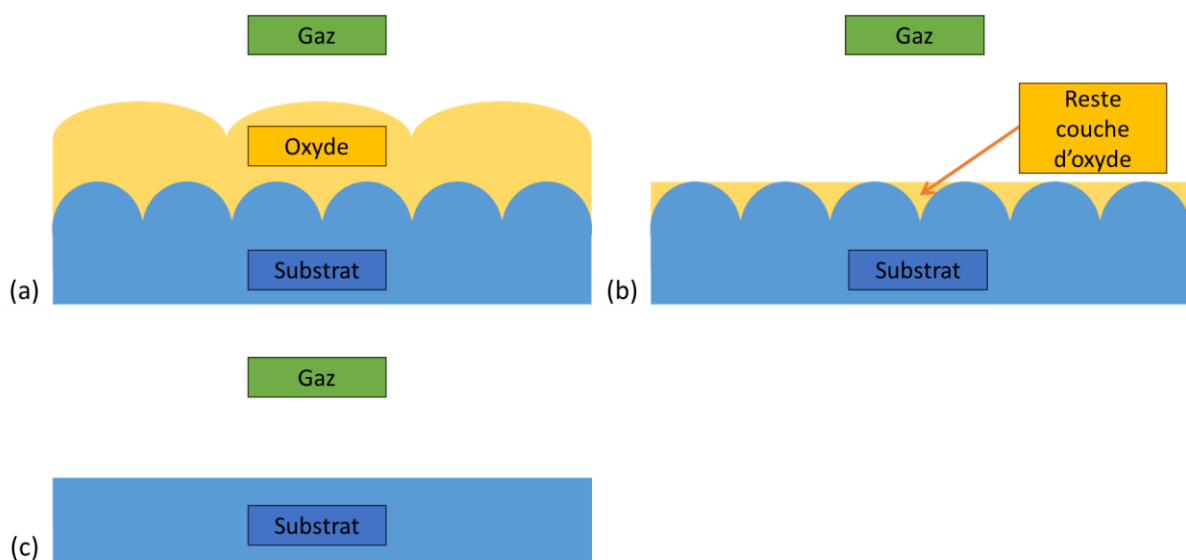 Gaz
Oxyde
Substrat
(a)
Gaz
Reste
couche
d'oxyde
Substrat
(b)
Gaz
Substrat
(c)